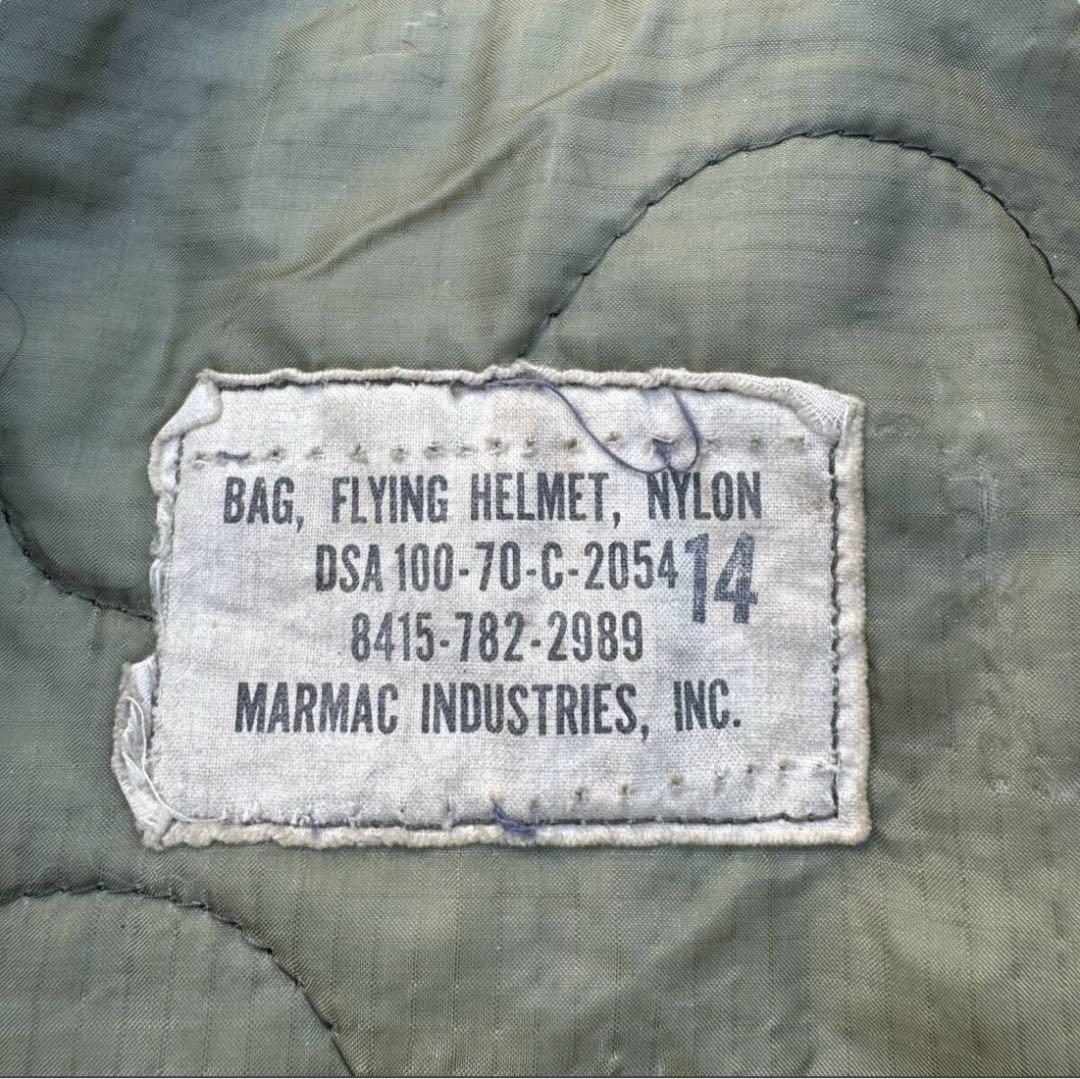 BAG, FLYING HELMET, NYLON
DSA 100-70-C-2054 14
8415-782-2989
MARMAC INDUSTRIES, INC.